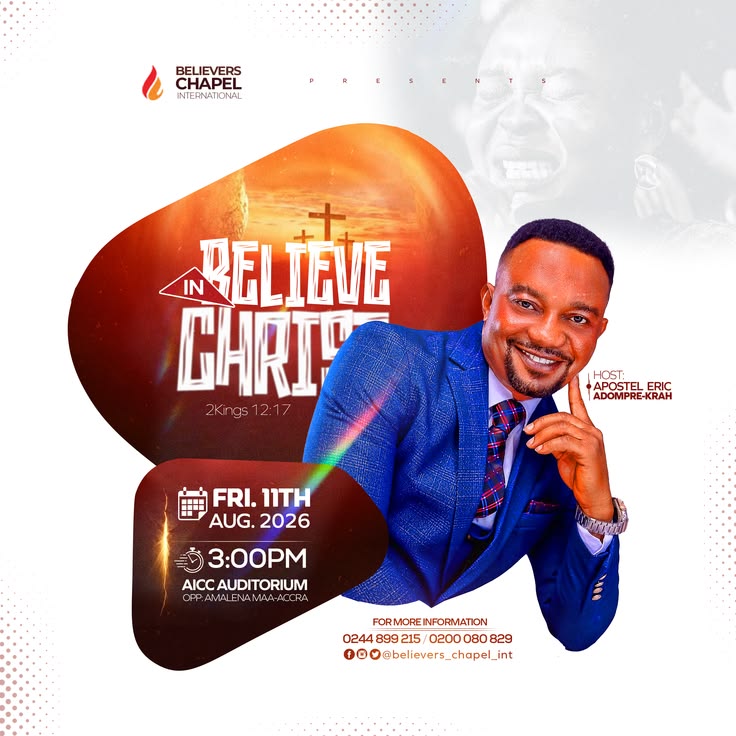 BELIEVERS
CHAPEL
INTERNATIONAL
PRESENTS
BELIEVE
IN
CHRIST
2Kings 12:17
HOST:
APOSTEL ERIC
ADOMPRE-KRAH
FRI. 11TH
AUG. 2026
3:00PM
AICC AUDITORIUM
OPP. AMALENA MAA-ACCRA
FOR MORE INFORMATION
0244 899 215 / 0200 080 829
@believers_chapel_int